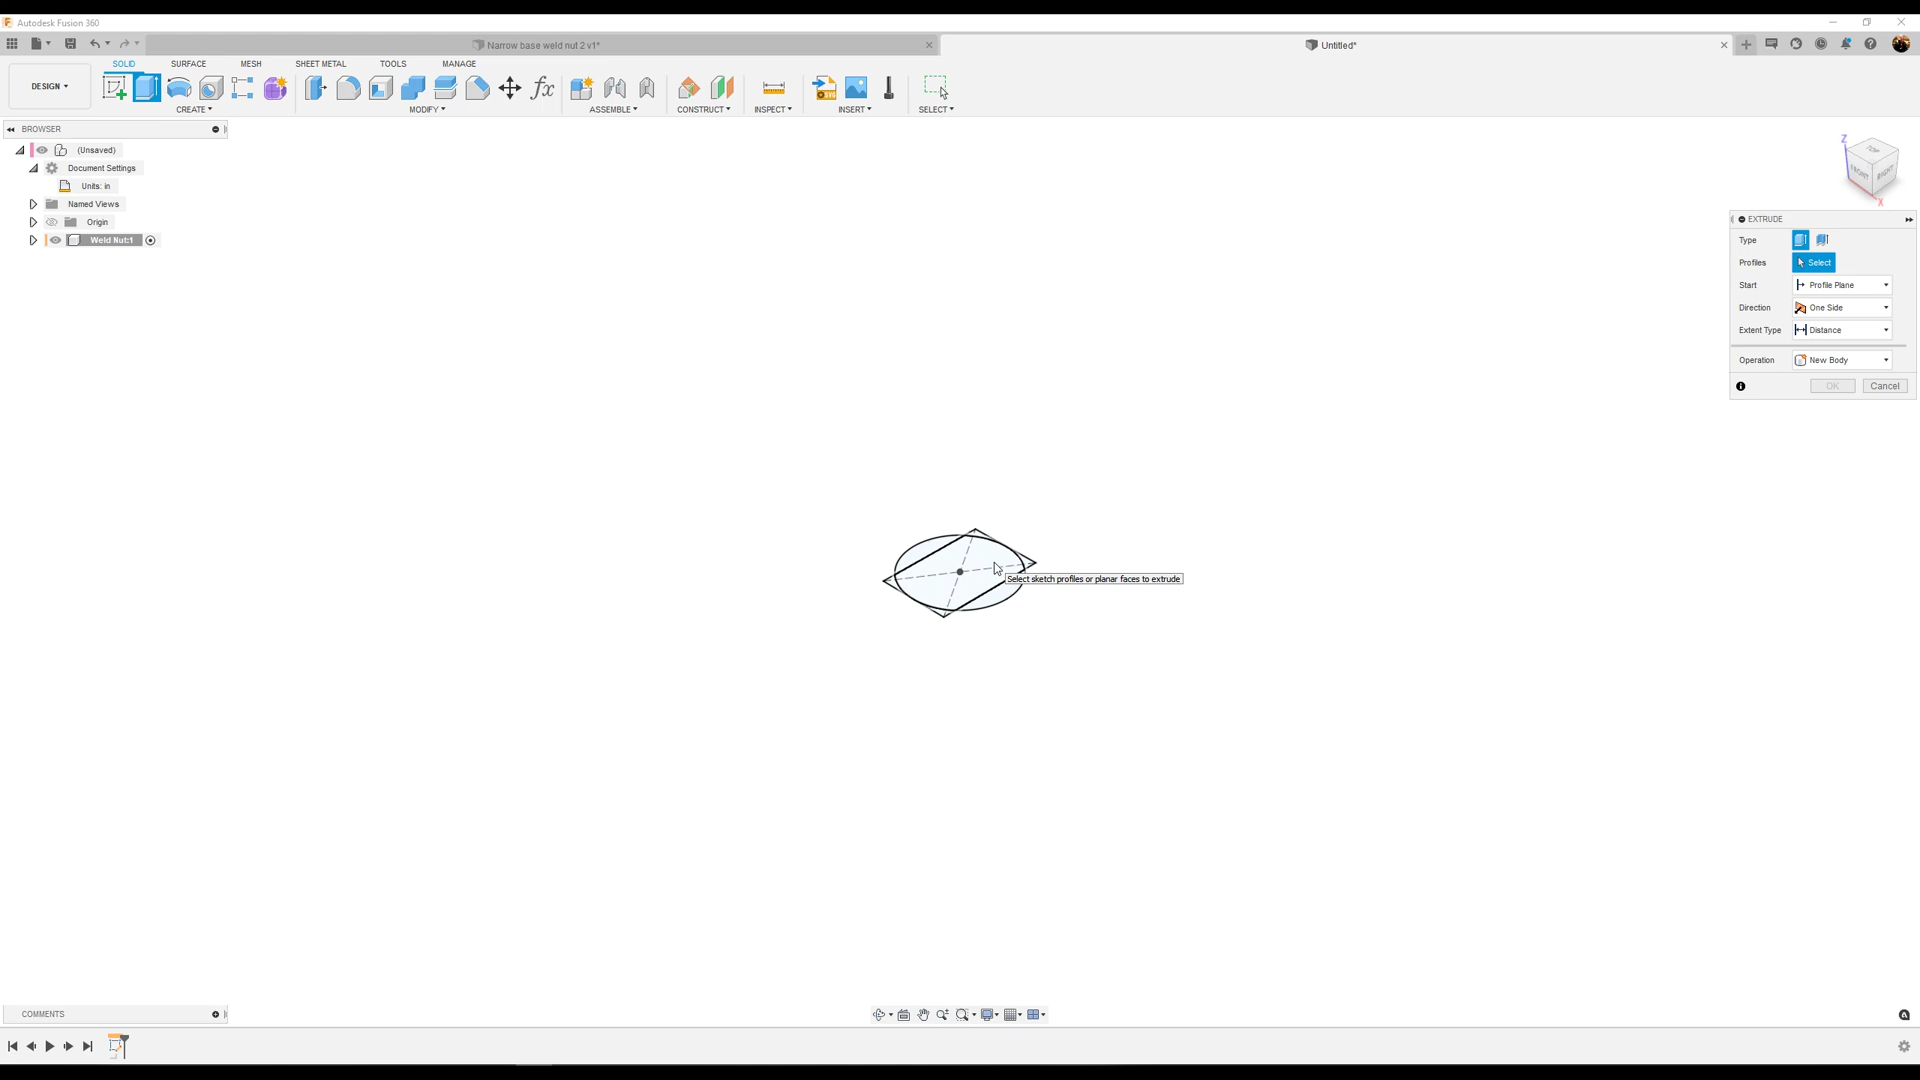 Autodesk Fusion 360
Narrow base weld nut 2 v1*
Untitled*
DESIGN
SOLID
SURFACE
MESH
SHEET METAL
TOOLS
MANAGE
CREATE
MODIFY
ASSEMBLE
CONSTRUCT
INSPECT
INSERT
SELECT
BROWSER
(Unsaved)
Document Settings
Units: in
Named Views
Origin
Weld Nut:1
Z
TOP
FRONT
RIGHT
X
EXTRUDE
Type
Profiles
Select
Start
Profile Plane
Direction
One Side
Extent Type
Distance
Operation
New Body
OK
Cancel
Select sketch profiles or planar faces to extrude
COMMENTS